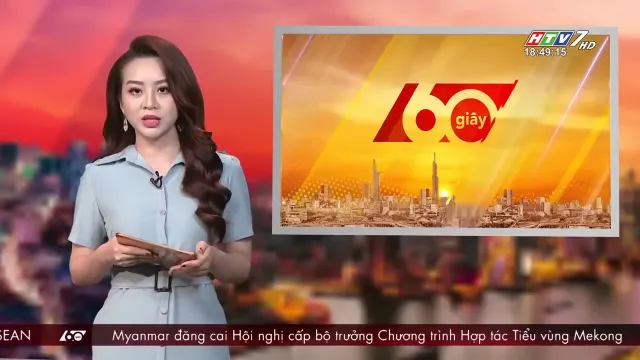 HTV7 HD
18:49:15
60 giây
SEAN 60 Myanmar đăng cai Hội nghị cấp bộ trưởng Chương trình Hợp tác Tiểu vùng Mekong